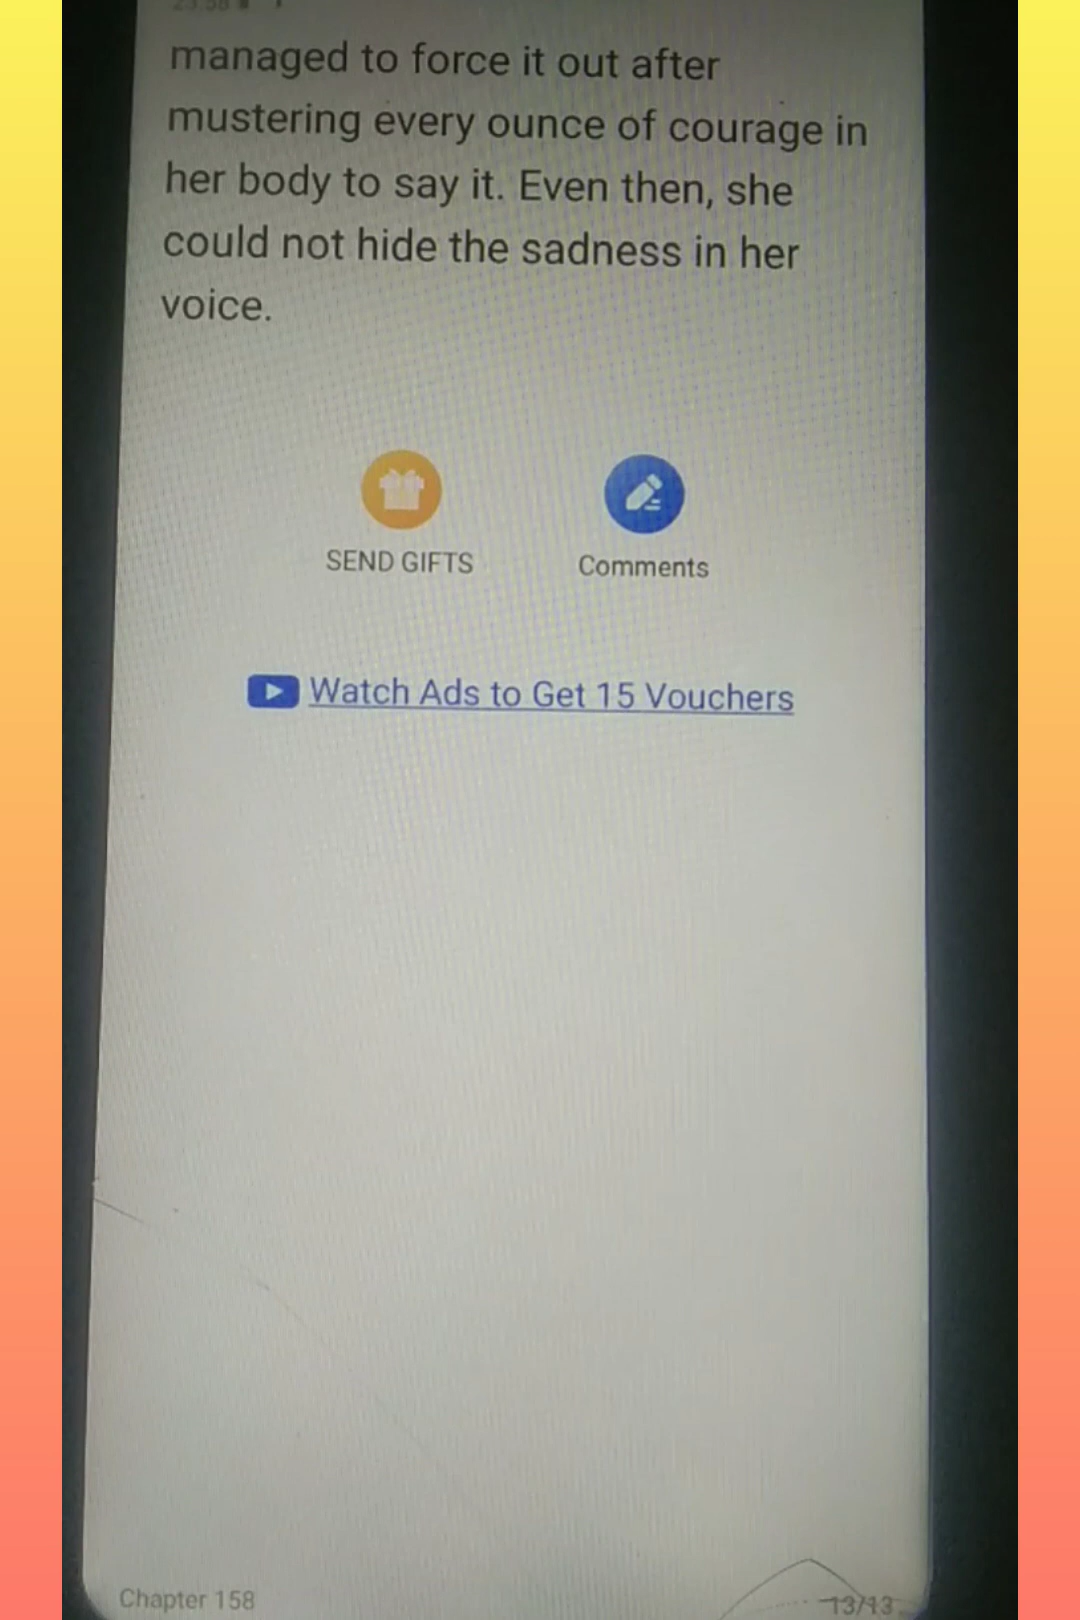 managed to force it out after
mustering every ounce of courage in
her body to say it. Even then, she
could not hide the sadness in her
voice.
SEND GIFTS
Comments
Watch Ads to Get 15 Vouchers
Chapter 158
13/13